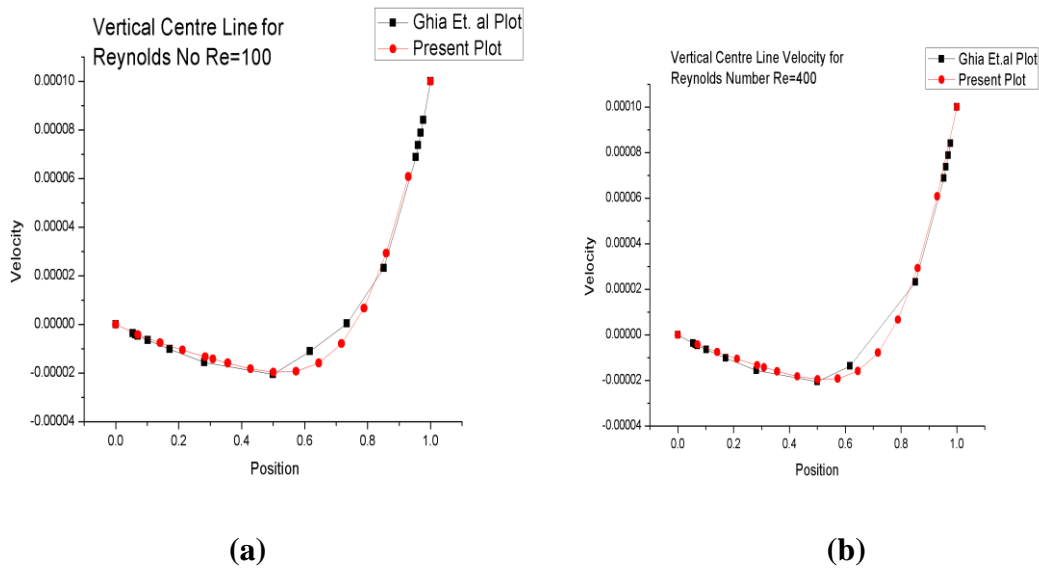 Vertical Centre Line for
Reynolds No Re=100
Ghia Et. al Plot
Present Plot
0.00010
0.00008
0.00006
0.00004
0.00002
0.00000
-0.00002
-0.00004
Velocity
0.0 0.2 0.4 0.6 0.8 1.0
Position
(a)
Vertical Centre Line Velocity for
Reynolds Number Re=400
Ghia Et.al Plot
Present Plot
0.00010
0.00008
0.00006
0.00004
0.00002
0.00000
-0.00002
-0.00004
Velocity
0.0 0.2 0.4 0.6 0.8 1.0
Position
(b)